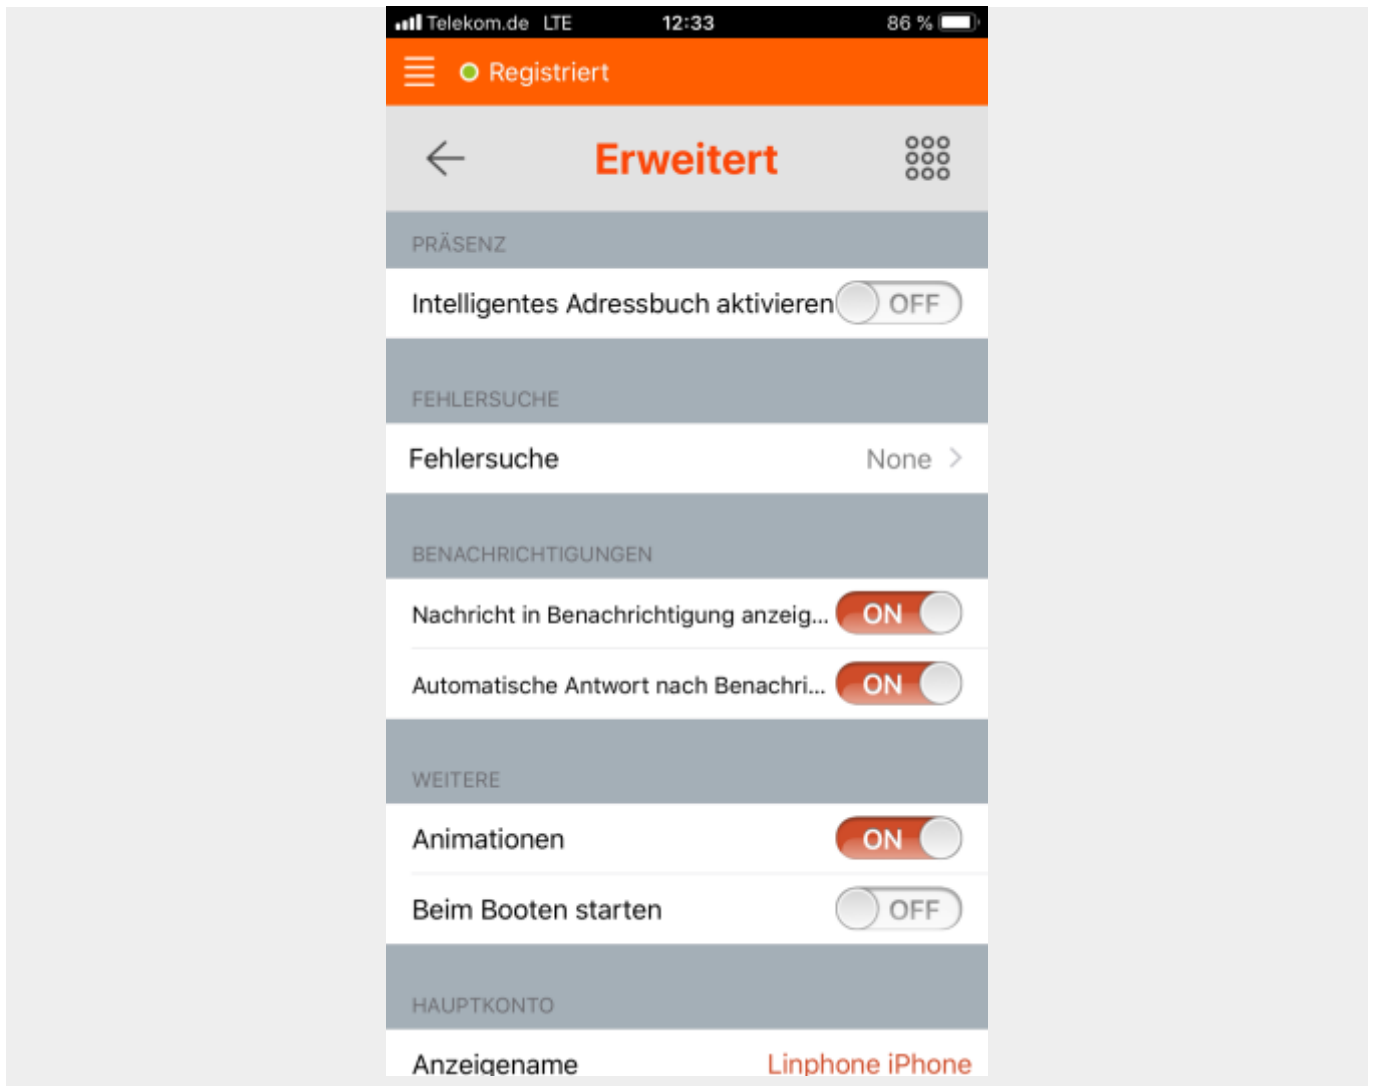 Telekom.de LTE 12:33 86 %
Registriert
Erweitert
PRÄSENZ
Intelligentes Adressbuch aktivieren OFF
FEHLERSUCHE
Fehlersuche None
BENACHRICHTIGUNGEN
Nachricht in Benachrichtigung anzeig... ON
Automatische Antwort nach Benachri... ON
WEITERE
Animationen ON
Beim Booten starten OFF
HAUPTKONTO
Anzeigename Linphone iPhone